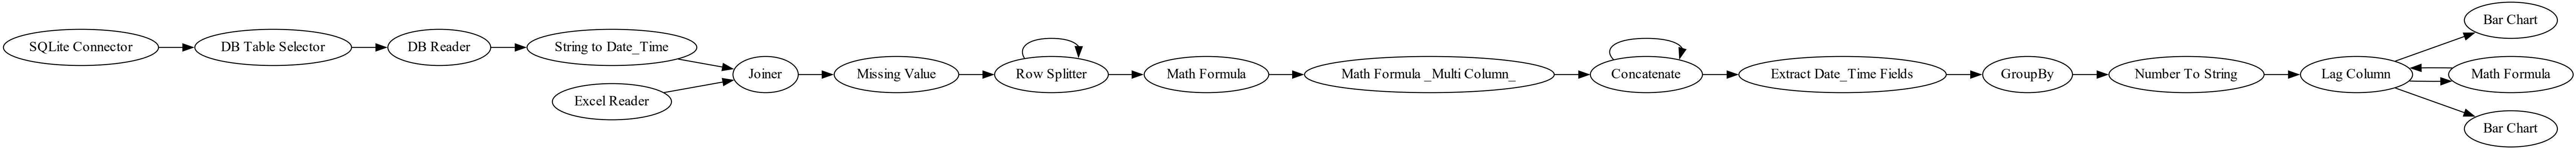 SQLite Connector
DB Table Selector
DB Reader
String to Date_Time
Excel Reader
Joiner
Missing Value
Row Splitter
Math Formula
Math Formula _Multi Column_
Concatenate
Extract Date_Time Fields
GroupBy
Number To String
Lag Column
Bar Chart
Math Formula
Bar Chart